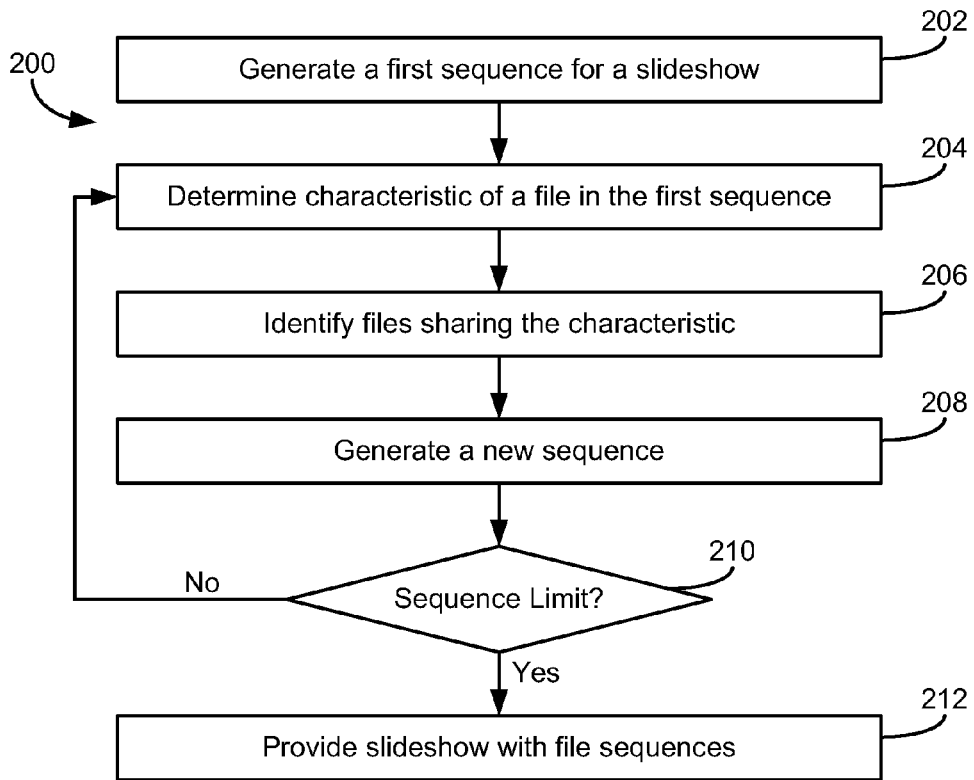 202
Generate a first sequence for a slideshow
200
204
Determine characteristic of a file in the first sequence
206
Identify files sharing the characteristic
208
Generate a new sequence
210
No
Sequence Limit?
Yes
212
Provide slideshow with file sequences